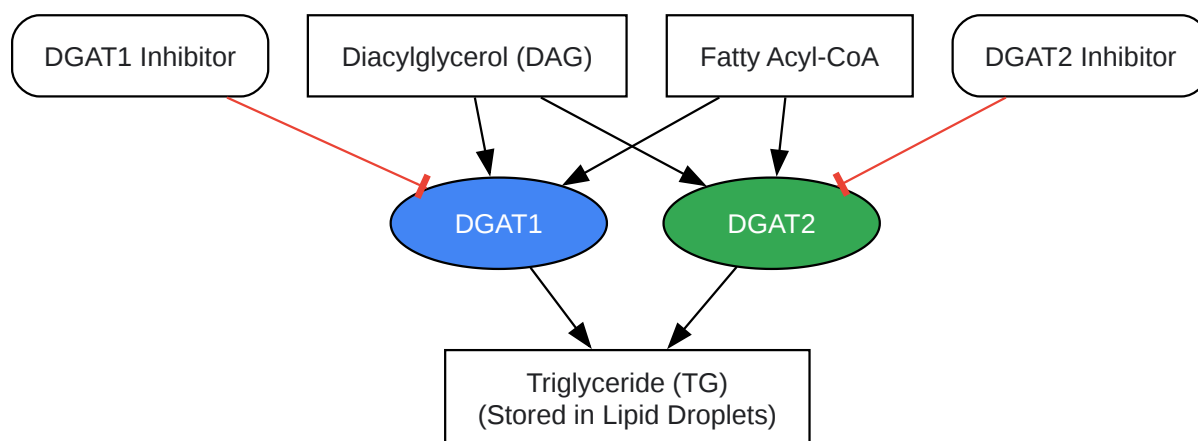 DGAT1 Inhibitor
Diacylglycerol (DAG)
Fatty Acyl-CoA
DGAT2 Inhibitor
DGAT1
DGAT2
Triglyceride (TG)
(Stored in Lipid Droplets)